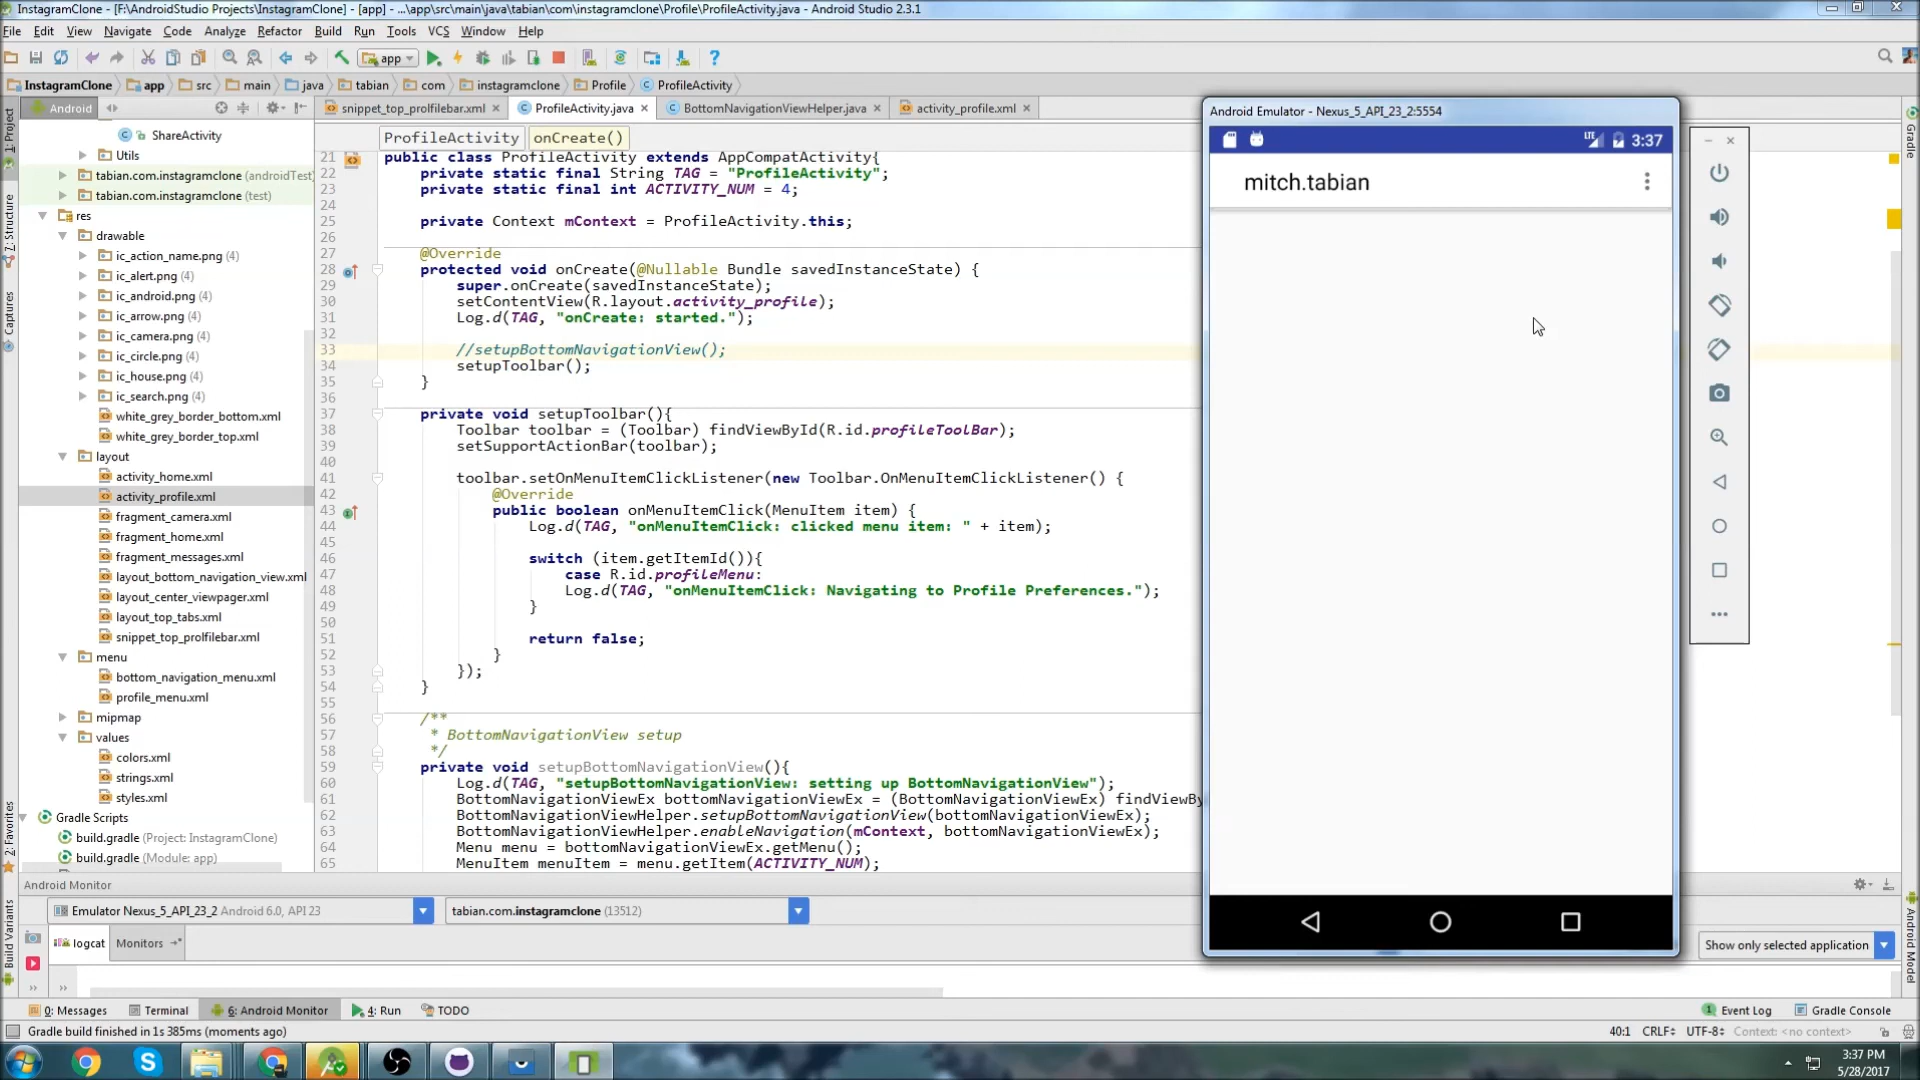 InstagramClone - [F:\AndroidStudio Projects\InstagramClone] - [app] - ...\app\src\main\java\tabian\com\instagramclone\Profile\ProfileActivity.java - Android Studio 2.3.1
File Edit View Navigate Code Analyze Refactor Build Run Tools VCS Window Help
app
InstagramClone app src main java tabian com instagramclone Profile ProfileActivity
Android
snippet_top_prolfilebar.xml ProfileActivity.java BottomNavigationViewHelper.java activity_profile.xml
ProfileActivity onCreate()
1: Project
7: Structure
Captures
2: Favorites
Build Variants
ShareActivity
Utils
tabian.com.instagramclone (androidTest)
tabian.com.instagramclone (test)
res
drawable
ic_action_name.png (4)
ic_alert.png (4)
ic_android.png (4)
ic_arrow.png (4)
ic_camera.png (4)
ic_circle.png (4)
ic_house.png (4)
ic_search.png (4)
white_grey_border_bottom.xml
white_grey_border_top.xml
layout
activity_home.xml
activity_profile.xml
fragment_camera.xml
fragment_home.xml
fragment_messages.xml
layout_bottom_navigation_view.xml
layout_center_viewpager.xml
layout_top_tabs.xml
snippet_top_prolfilebar.xml
menu
bottom_navigation_menu.xml
profile_menu.xml
mipmap
values
colors.xml
strings.xml
styles.xml
Gradle Scripts
build.gradle (Project: InstagramClone)
build.gradle (Module: app)
21 public class ProfileActivity extends AppCompatActivity{
22 private static final String TAG = "ProfileActivity";
23 private static final int ACTIVITY_NUM = 4;
24
25 private Context mContext = ProfileActivity.this;
26
27 @Override
28 protected void onCreate(@Nullable Bundle savedInstanceState) {
29 super.onCreate(savedInstanceState);
30 setContentView(R.layout.activity_profile);
31 Log.d(TAG, "onCreate: started.");
32
33 //setupBottomNavigationView();
34 setupToolbar();
35 }
36
37 private void setupToolbar(){
38 Toolbar toolbar = (Toolbar) findViewById(R.id.profileToolBar);
39 setSupportActionBar(toolbar);
40
41 toolbar.setOnMenuItemClickListener(new Toolbar.OnMenuItemClickListener() {
42 @Override
43 public boolean onMenuItemClick(MenuItem item) {
44 Log.d(TAG, "onMenuItemClick: clicked menu item: " + item);
45
46 switch (item.getItemId()){
47 case R.id.profileMenu:
48 Log.d(TAG, "onMenuItemClick: Navigating to Profile Preferences.");
49 }
50
51 return false;
52 }
53 });
54 }
55
56 /**
57 * BottomNavigationView setup
58 */
59 private void setupBottomNavigationView(){
60 Log.d(TAG, "setupBottomNavigationView: setting up BottomNavigationView");
61 BottomNavigationViewEx bottomNavigationViewEx = (BottomNavigationViewEx) findViewBy
62 BottomNavigationViewHelper.setupBottomNavigationView(bottomNavigationViewEx);
63 BottomNavigationViewHelper.enableNavigation(mContext, bottomNavigationViewEx);
64 Menu menu = bottomNavigationViewEx.getMenu();
65 MenuItem menuItem = menu.getItem(ACTIVITY_NUM);
Android Emulator - Nexus_5_API_23_2:5554
LTE 3:37
mitch.tabian
Gradle
Android Model
Android Monitor
Emulator Nexus_5_API_23_2 Android 6.0, API 23 tabian.com.instagramclone (13512)
logcat Monitors
Show only selected application
0: Messages Terminal 6: Android Monitor 4: Run TODO
1 Event Log Gradle Console
Gradle build finished in 1s 385ms (moments ago)
40:1 CRLF UTF-8 Context: <no context>
3:37 PM
5/28/2017